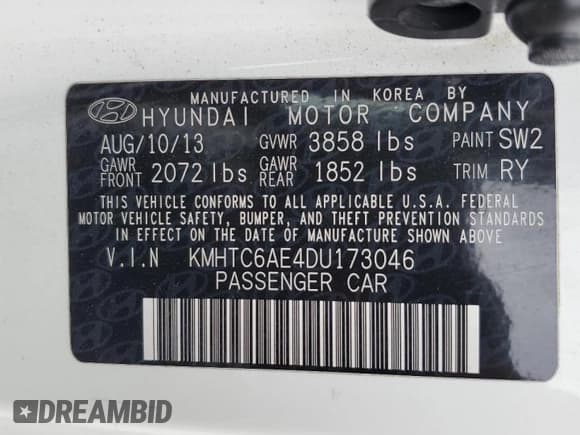 MANUFACTURED IN KOREA BY
HYUNDAI MOTOR COMPANY
AUG/10/13 GVWR 3858 lbs PAINT SW2
GAWR FRONT 2072 lbs GAWR REAR 1852 lbs TRIM RY
THIS VEHICLE CONFORMS TO ALL APPLICABLE U.S.A. FEDERAL
MOTOR VEHICLE SAFETY, BUMPER, AND THEFT PREVENTION STANDARDS
IN EFFECT ON THE DATE OF MANUFACTURE SHOWN ABOVE
V.I.N KMHTC6AE4DU173046
PASSENGER CAR
DREAMBID